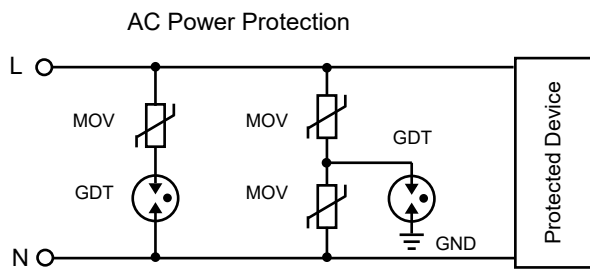 AC Power Protection
L
MOV
MOV
GDT
GDT
MOV
N
GND
Protected Device